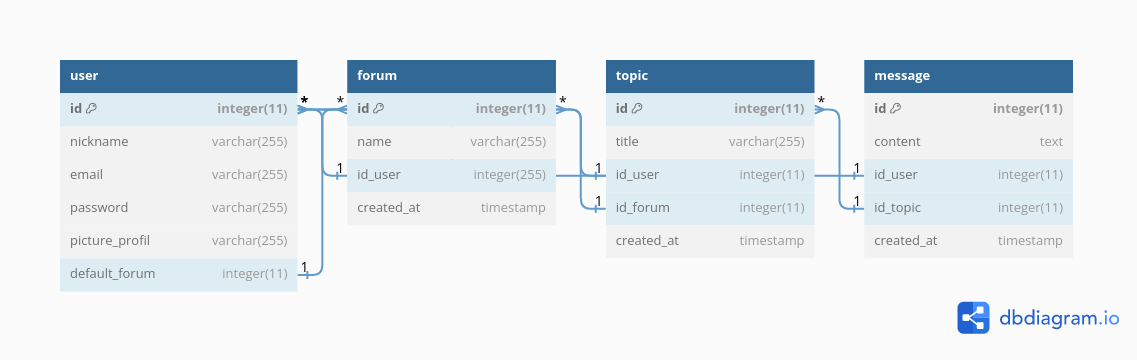 user
id integer(11)
nickname varchar(255)
email varchar(255)
password varchar(255)
picture_profil varchar(255)
default_forum integer(11)
* * 1 1
forum
id integer(11)
name varchar(255)
id_user integer(255)
created_at timestamp
* 1 1
topic
id integer(11)
title varchar(255)
id_user integer(11)
id_forum integer(11)
created_at timestamp
* 1 1
message
id integer(11)
content text
id_user integer(11)
id_topic integer(11)
created_at timestamp
dbdiagram.io